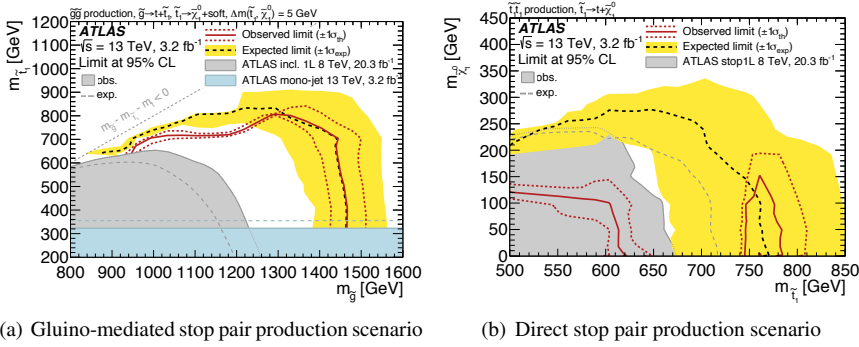 g̃g̃ production, g̃→t+t̃₁, t̃₁→χ̃⁰₁+soft, Δm(t̃₁, χ̃⁰₁) = 5 GeV
ATLAS
√s = 13 TeV, 3.2 fb⁻¹
Limit at 95% CL
obs.
exp.
Observed limit (±1σ_th)
Expected limit (±1σ_exp)
ATLAS incl. 1L 8 TeV, 20.3 fb⁻¹
ATLAS mono-jet 13 TeV, 3.2 fb⁻¹
m_g̃ - m_t̃₁ - m_t < 0
m_t̃₁ [GeV]
1200
1100
1000
900
800
700
600
500
400
300
200
800 900 1000 1100 1200 1300 1400 1500 1600
m_g̃ [GeV]
(a) Gluino-mediated stop pair production scenario
t̃₁t̃₁ production, t̃₁→t+χ̃⁰₁
ATLAS
√s = 13 TeV, 3.2 fb⁻¹
Limit at 95% CL
obs.
exp.
Observed limit (±1σ_th)
Expected limit (±1σ_exp)
ATLAS stop1L 8 TeV, 20.3 fb⁻¹
m_χ̃⁰₁ [GeV]
450
400
350
300
250
200
150
100
50
0
500 550 600 650 700 750 800 850
m_t̃₁ [GeV]
(b) Direct stop pair production scenario